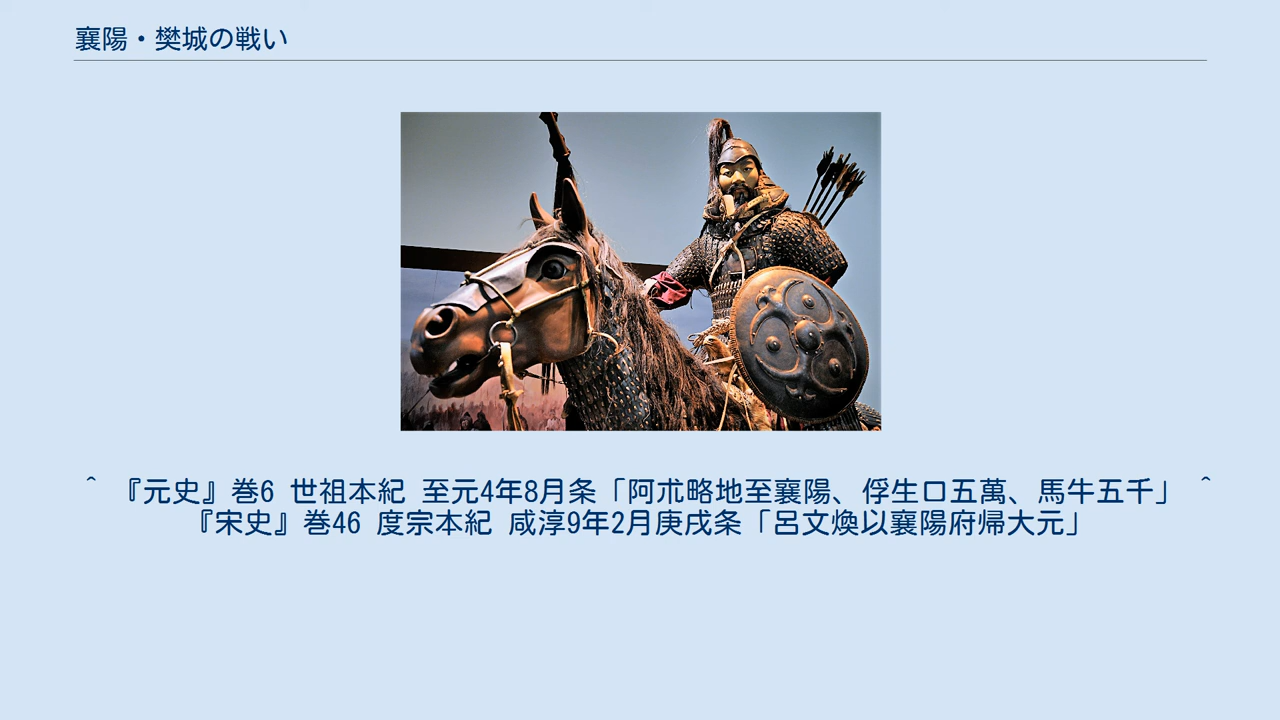 襄陽・樊城の戦い
^ 『元史』巻6 世祖本紀 至元4年8月条「阿朮略地至襄陽、俘生口五萬、馬牛五千」 ^
『宋史』巻46 度宗本紀 咸淳9年2月庚戌条「呂文煥以襄陽府帰大元」